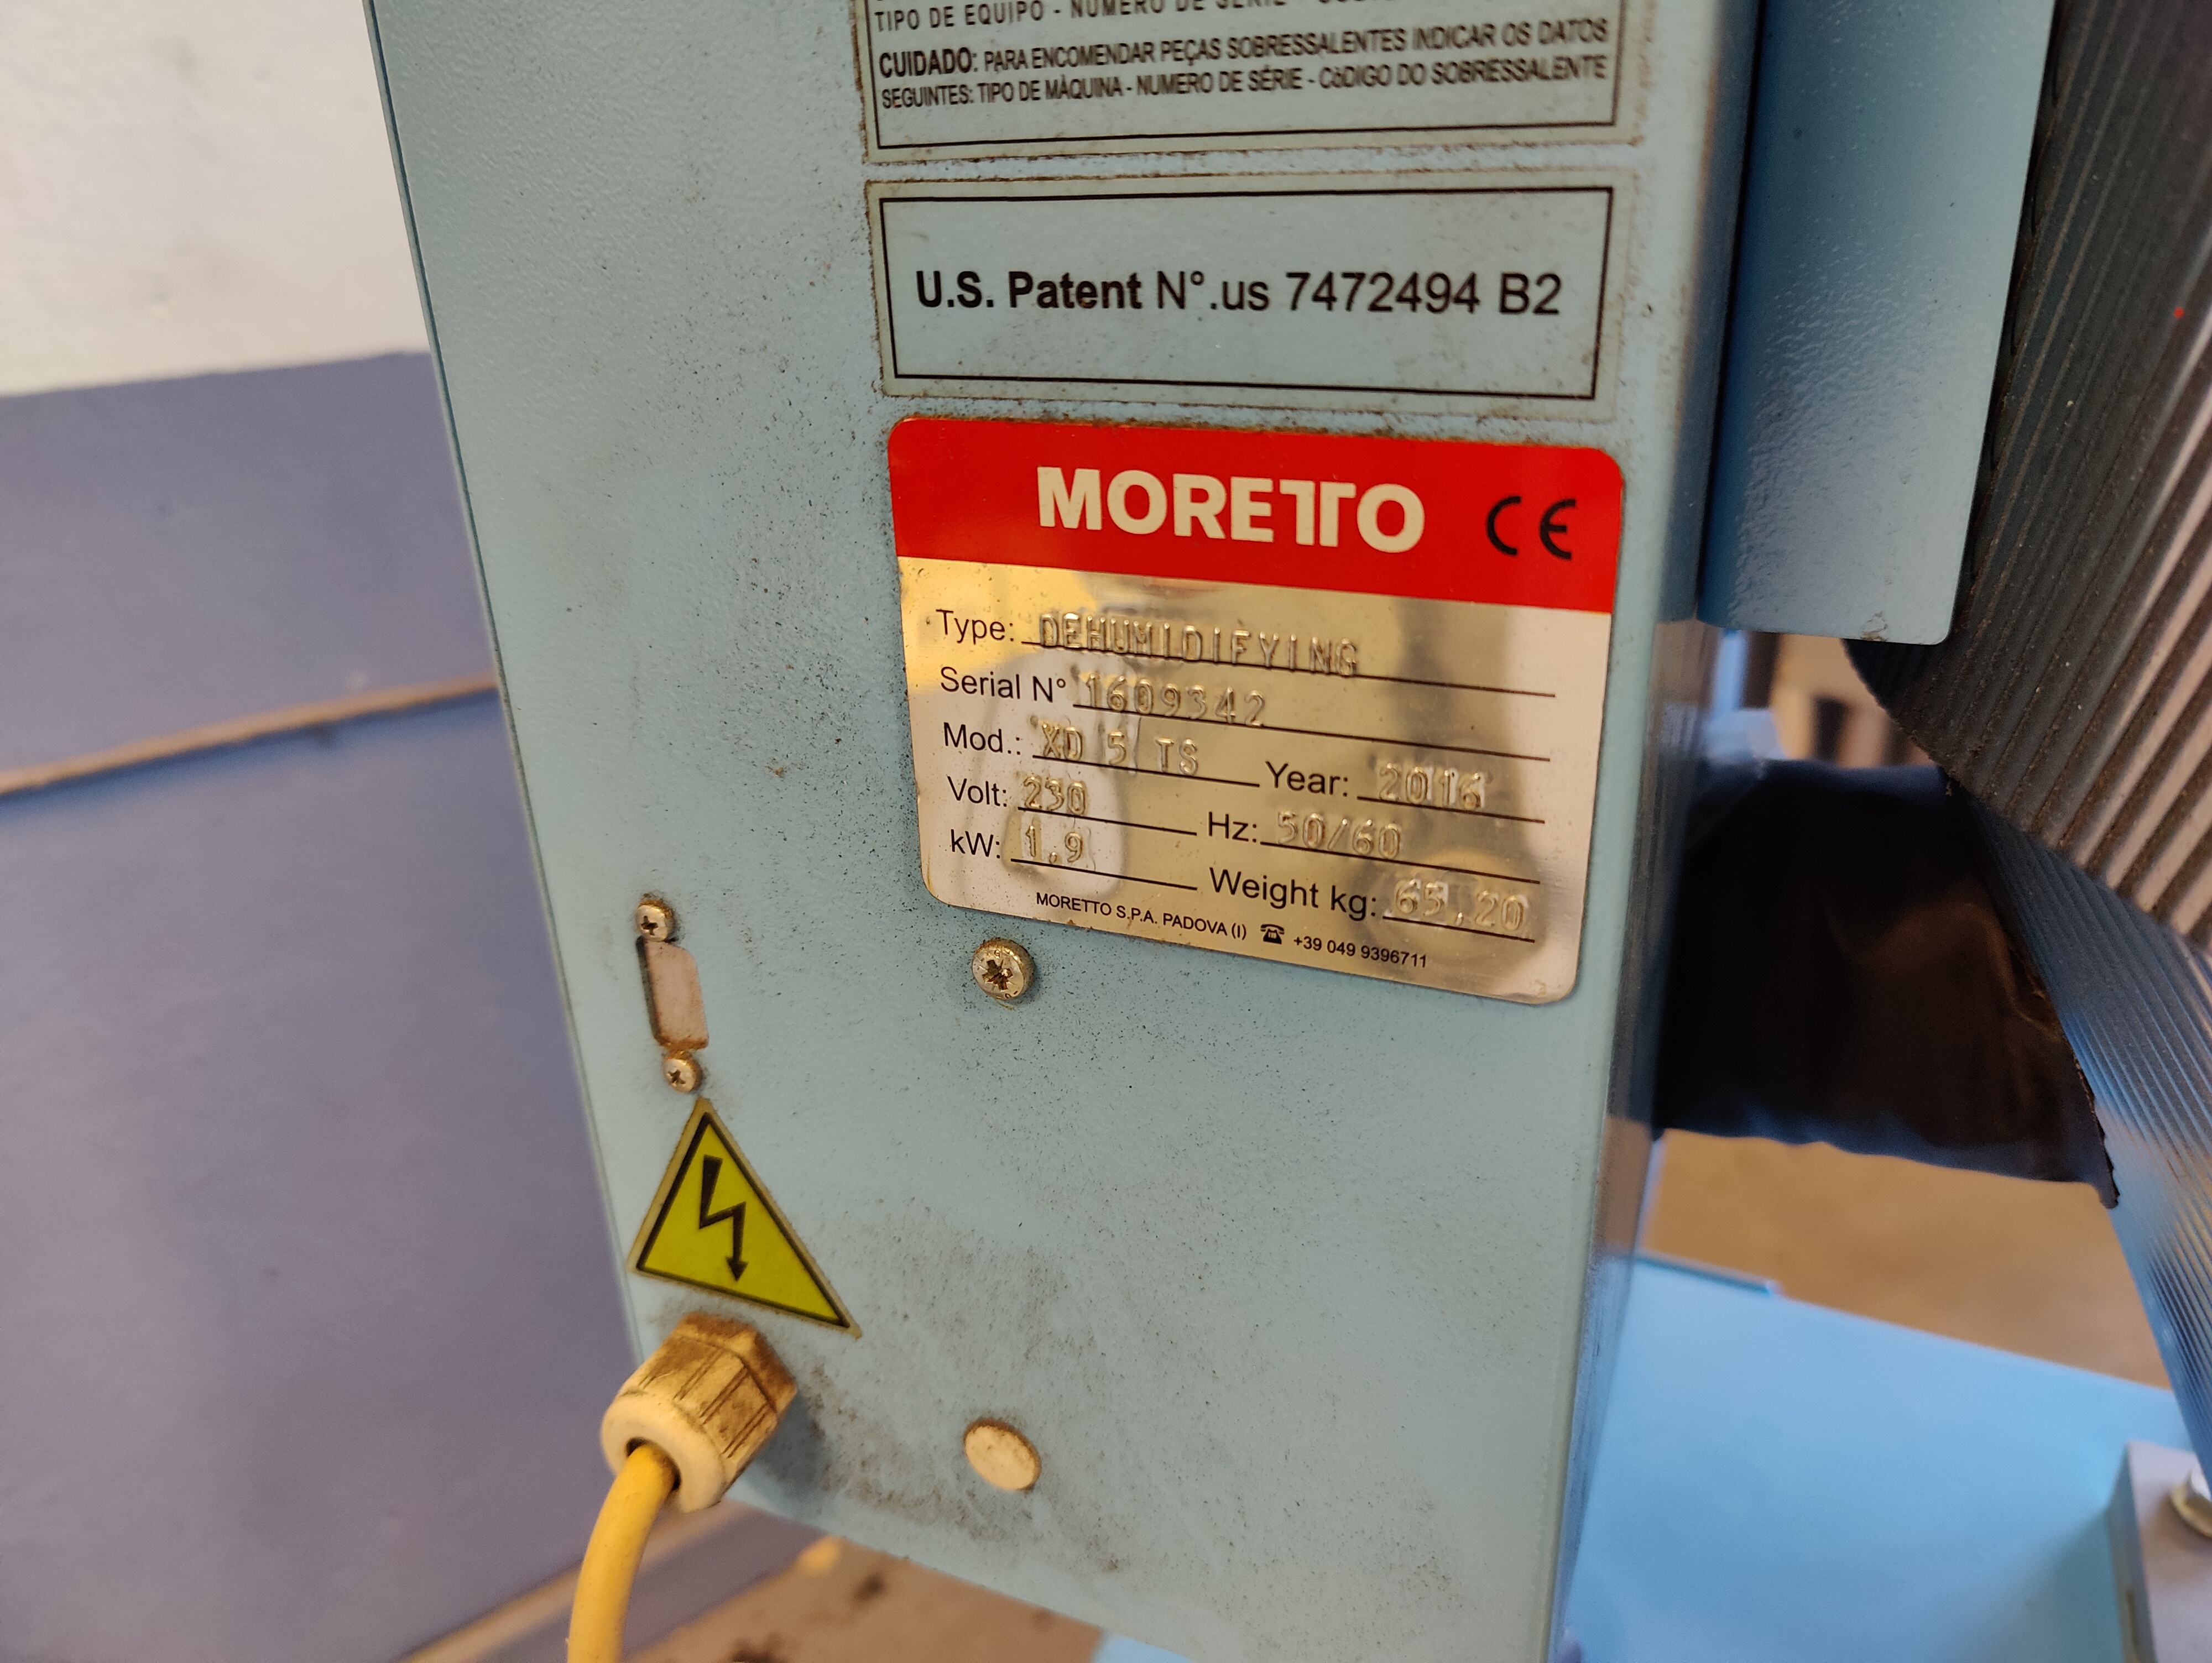 TIPO DE EQUIPO - NUMERO DE SERIE -
CUIDADO: PARA ENCOMENDAR PEÇAS SOBRESSALENTES INDICAR OS DATOS
SEGUINTES: TIPO DE MÀQUINA - NUMERO DE SÉRIE - CòDIGO DO SOBRESSALENTE
U.S. Patent N°.us 7472494 B2
MORETTO CE
Type: DEHUMIDIFYING
Serial N° 1609342
Mod.: XD 5 TS Year: 2016
Volt: 230 Hz: 50/60
kW: 1,9 Weight kg: 65,20
MORETTO S.P.A. PADOVA (I) ☎ +39 049 9396711